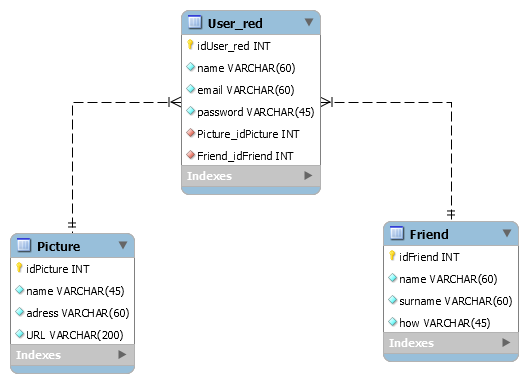 User_red
idUser_red INT
name VARCHAR(60)
email VARCHAR(60)
password VARCHAR(45)
Picture_idPicture INT
Friend_idFriend INT
Indexes
Picture
idPicture INT
name VARCHAR(45)
adress VARCHAR(60)
URL VARCHAR(200)
Indexes
Friend
idFriend INT
name VARCHAR(60)
surname VARCHAR(60)
how VARCHAR(45)
Indexes